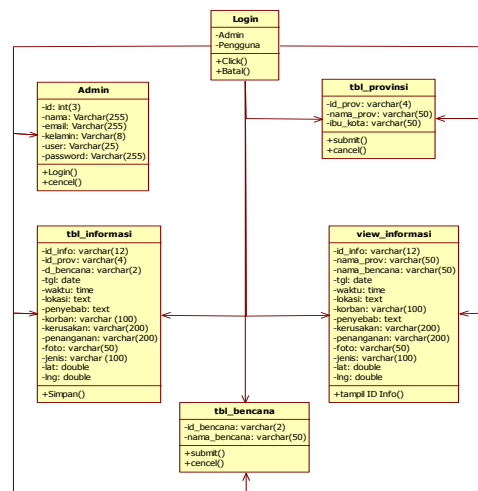 Login
-Admin
-Pengguna
+Click()
+Batal()
Admin
-id: int(3)
-nama: Varchar(255)
-email: Varchar(255)
-kelamin: Varchar(8)
-user: Varchar(25)
-password: Varchar(255)
+Login()
+cencel()
tbl_provinsi
-id_prov: varchar(4)
-nama_prov: varchar(50)
-ibu_kota: varchar(50)
+submit()
+cancel()
tbl_informasi
-id_info: varchar(12)
-id_prov: varchar(4)
-d_bencana: varchar(2)
-tgl: date
-waktu: time
-lokasi: text
-penyebab: text
-korban: varchar (100)
-kerusakan: varchar(200)
-penanganan: varchar(200)
-foto: varchar(50)
-jenis: varchar (100)
-lat: double
-lng: double
+Simpan()
view_informasi
-id_info: varchar(12)
-nama_prov: varchar(50)
-nama_bencana: varchar(50)
-tgl: date
-waktu: time
-lokasi: text
-korban: varchar(100)
-penyebab: text
-kerusakan: varchar(200)
-penanganan: varchar(200)
-foto: varchar(50)
-jenis: varchar(100)
-lat: double
-lng: double
+tampil ID Info()
tbl_bencana
-id_bencana: varchar(2)
-nama_bencana: varchar(50)
+submit()
+cencel()